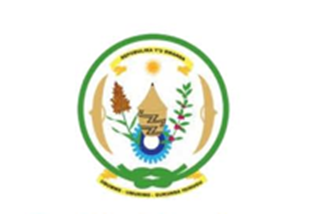 REPUBULIKA Y'U RWANDA
UBUMWE - UMURIMO - GUKUNDA IGIHUGU